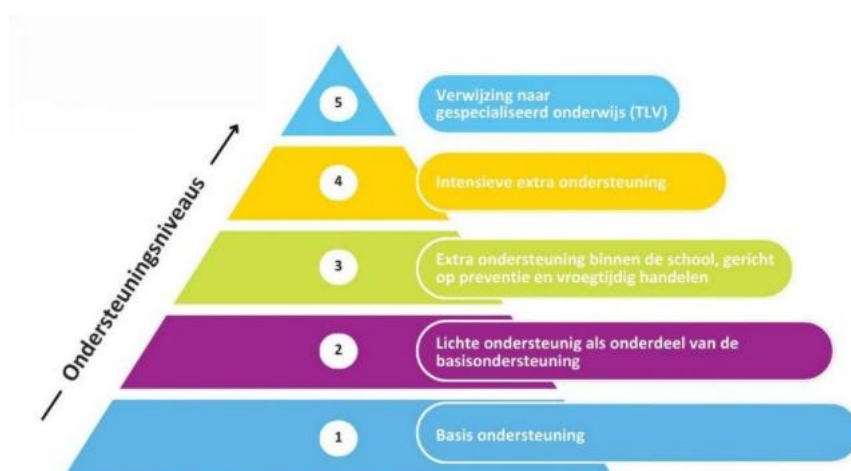 5
Verwijzing naar
gespecialiseerd onderwijs (TLV)
4
Intensieve extra ondersteuning
3
Extra ondersteuning binnen de school, gericht
op preventie en vroegtijdig handelen
2
Lichte ondersteunig als onderdeel van de
basisondersteuning
1
Basis ondersteuning
Ondersteuningsniveaus